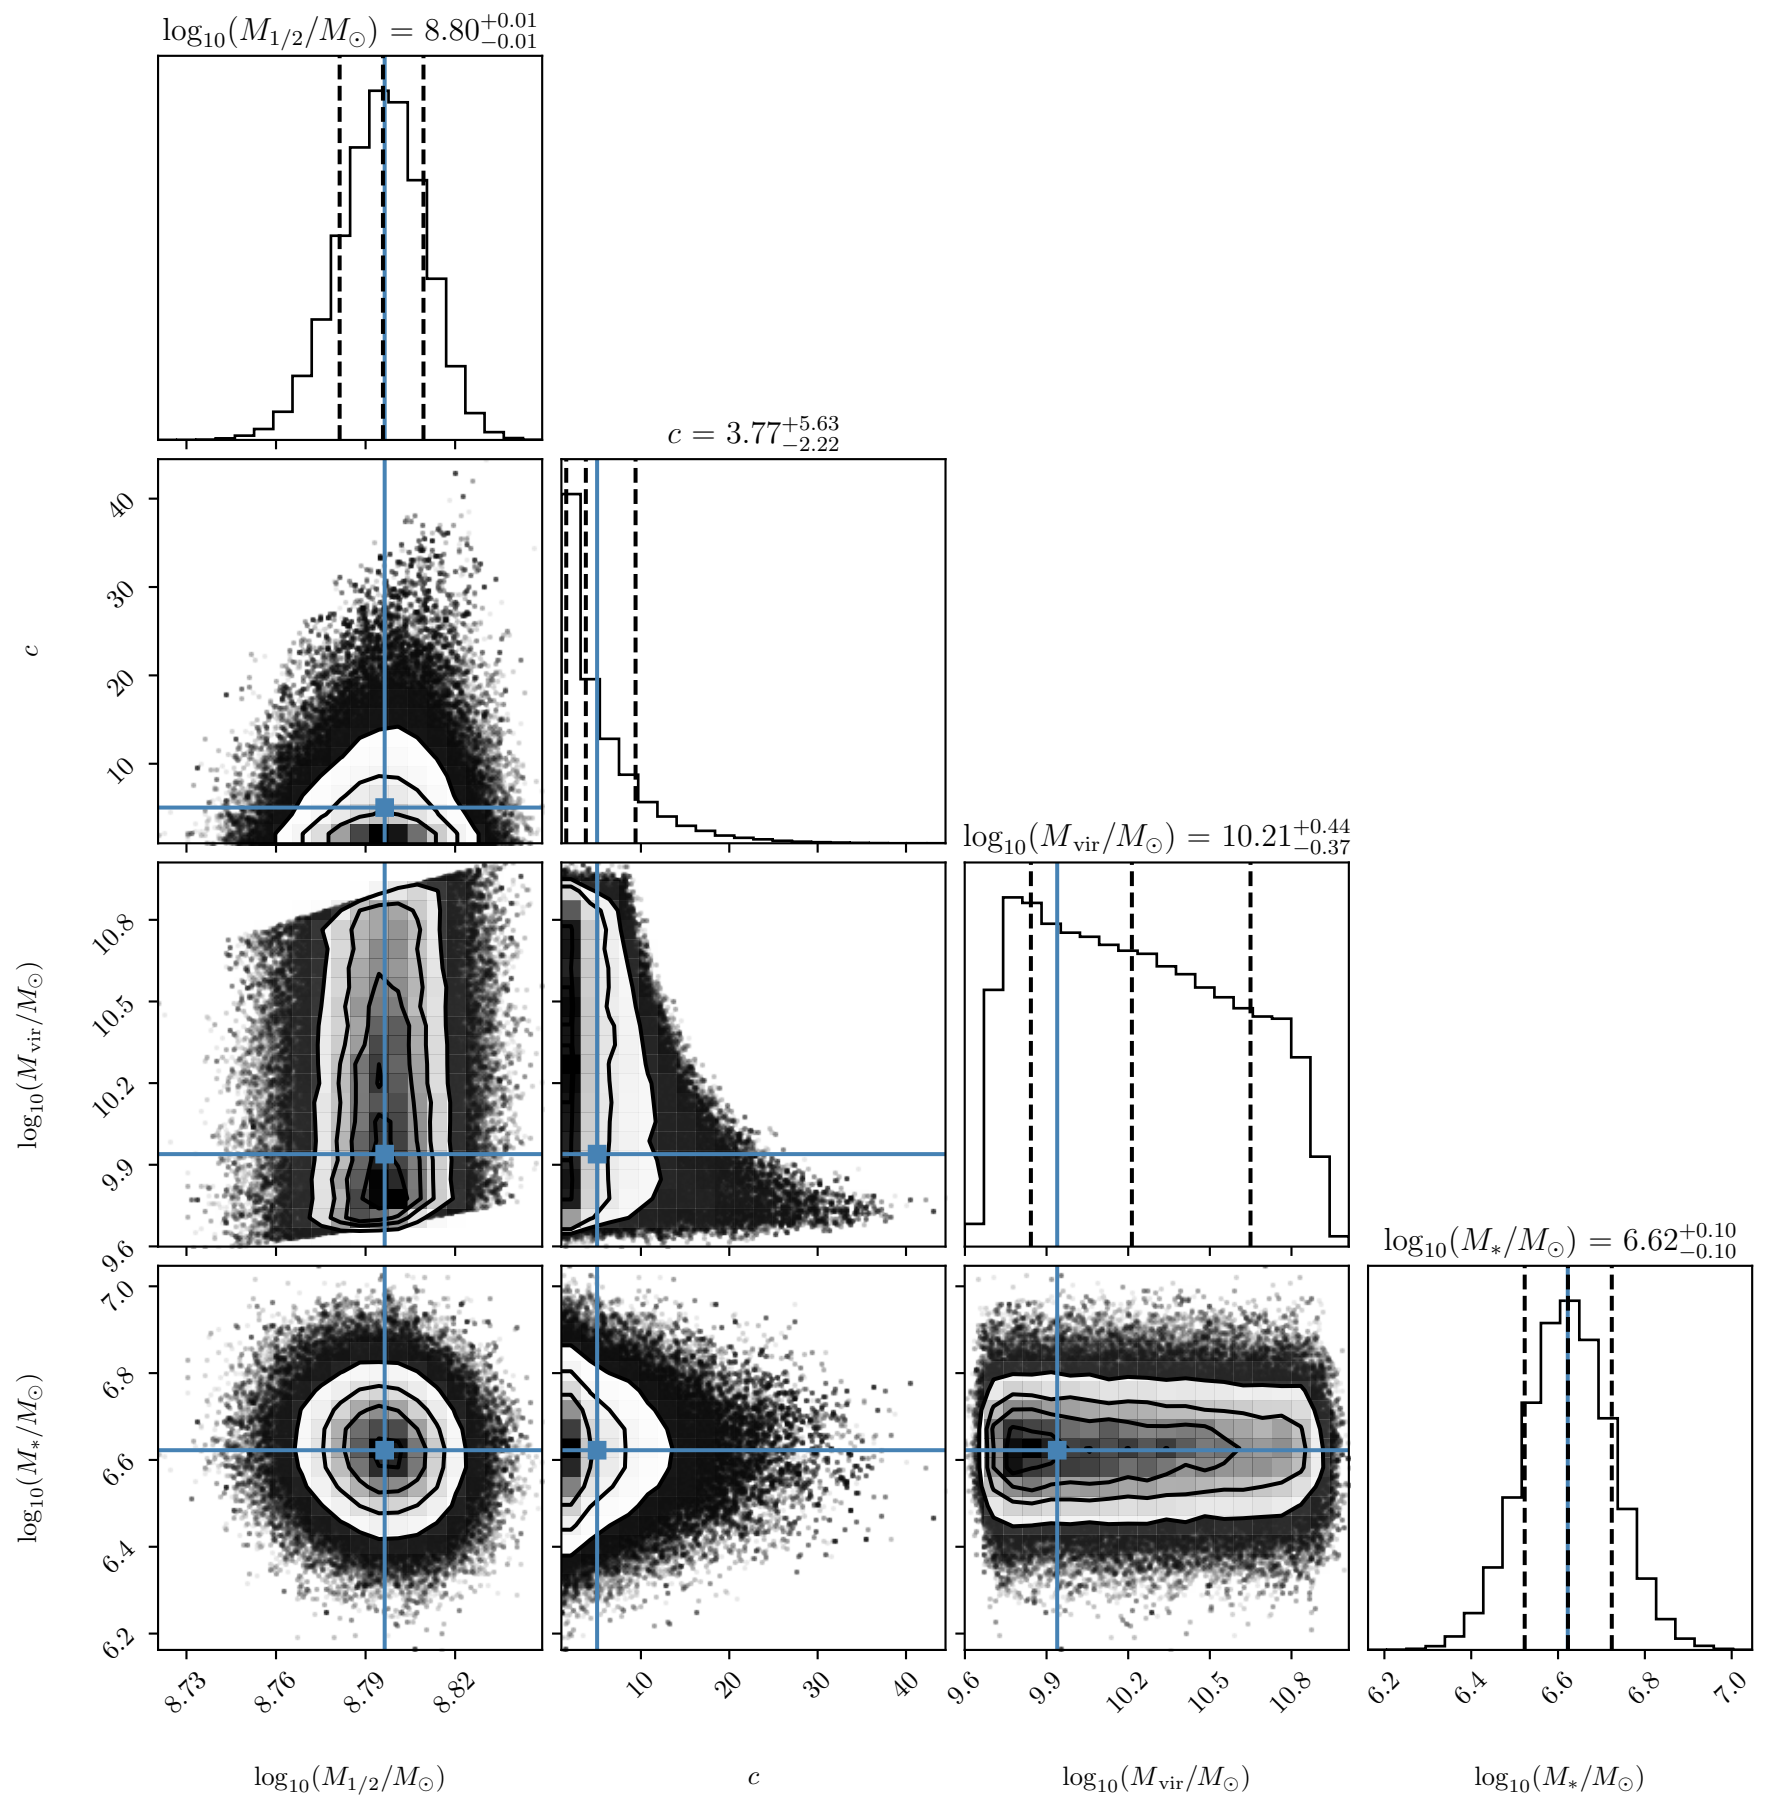 log₁₀(M₁/₂/M⊙) = 8.80⁺⁰·⁰¹₋₀.₀₁
c = 3.77⁺⁵·⁶³₋₂.₂₂
40
30
20
10
c
log₁₀(Mᵥᵢᵣ/M⊙) = 10.21⁺⁰·⁴⁴₋₀.₃₇
10.8
10.5
10.2
9.9
9.6
log₁₀(Mᵥᵢᵣ/M⊙)
log₁₀(M∗/M⊙) = 6.62⁺⁰·¹⁰₋₀.₁₀
7.0
6.8
6.6
6.4
6.2
log₁₀(M∗/M⊙)
8.73 8.76 8.79 8.82
10 20 30 40
9.6 9.9 10.2 10.5 10.8
6.2 6.4 6.6 6.8 7.0
log₁₀(M₁/₂/M⊙)
c
log₁₀(Mᵥᵢᵣ/M⊙)
log₁₀(M∗/M⊙)